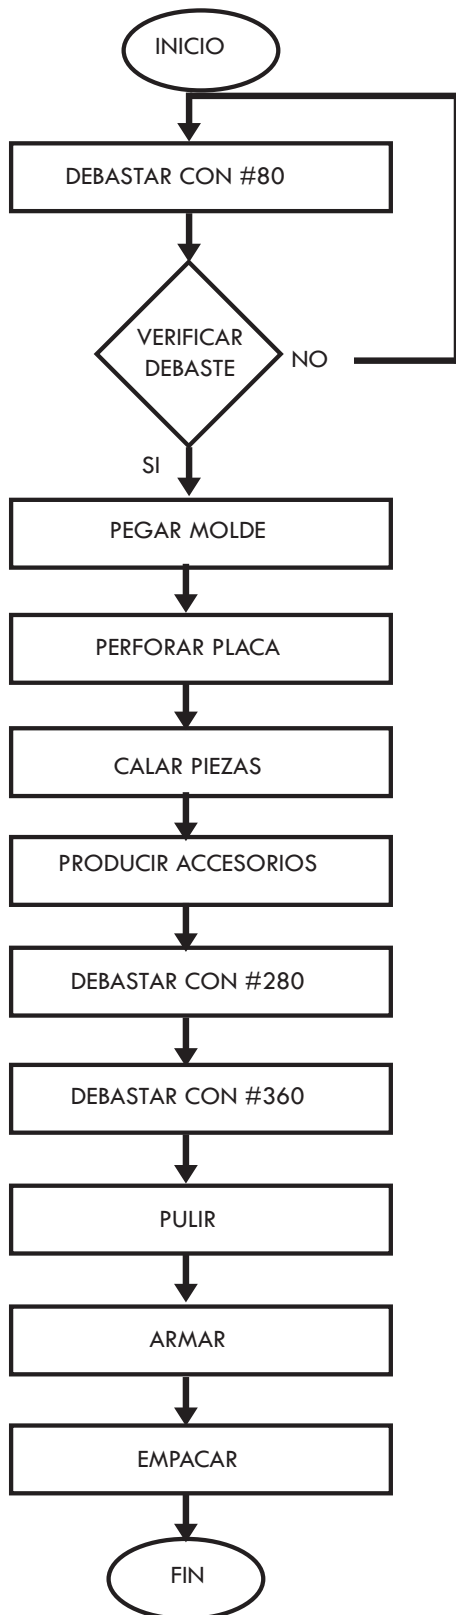 INICIO
DEBASTAR CON #80
VERIFICAR
DEBASTE
NO
SI
PEGAR MOLDE
PERFORAR PLACA
CALAR PIEZAS
PRODUCIR ACCESORIOS
DEBASTAR CON #280
DEBASTAR CON #360
PULIR
ARMAR
EMPACAR
FIN